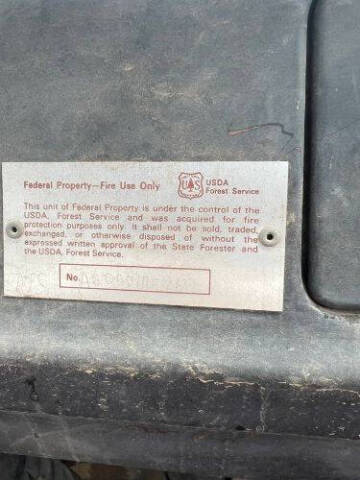 Federal Property—Fire Use Only
UAS
USDA
Forest Service
This unit of Federal Property is under the control of the
USDA, Forest Service and was acquired for fire
protection purposes only. It shall not be sold, traded,
exchanged, or otherwise disposed of without the
expressed written approval of the State Forester and
the USDA, Forest Service.
No.